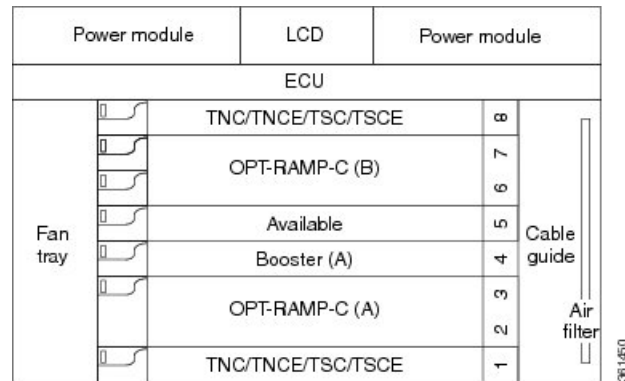 Power module
LCD
Power module
ECU
TNC/TNCE/TSC/TSCE
8
OPT-RAMP-C (B)
7
6
Available
5
Booster (A)
4
OPT-RAMP-C (A)
3
2
TNC/TNCE/TSC/TSCE
1
Fan
tray
Cable
guide
Air
filter
361450